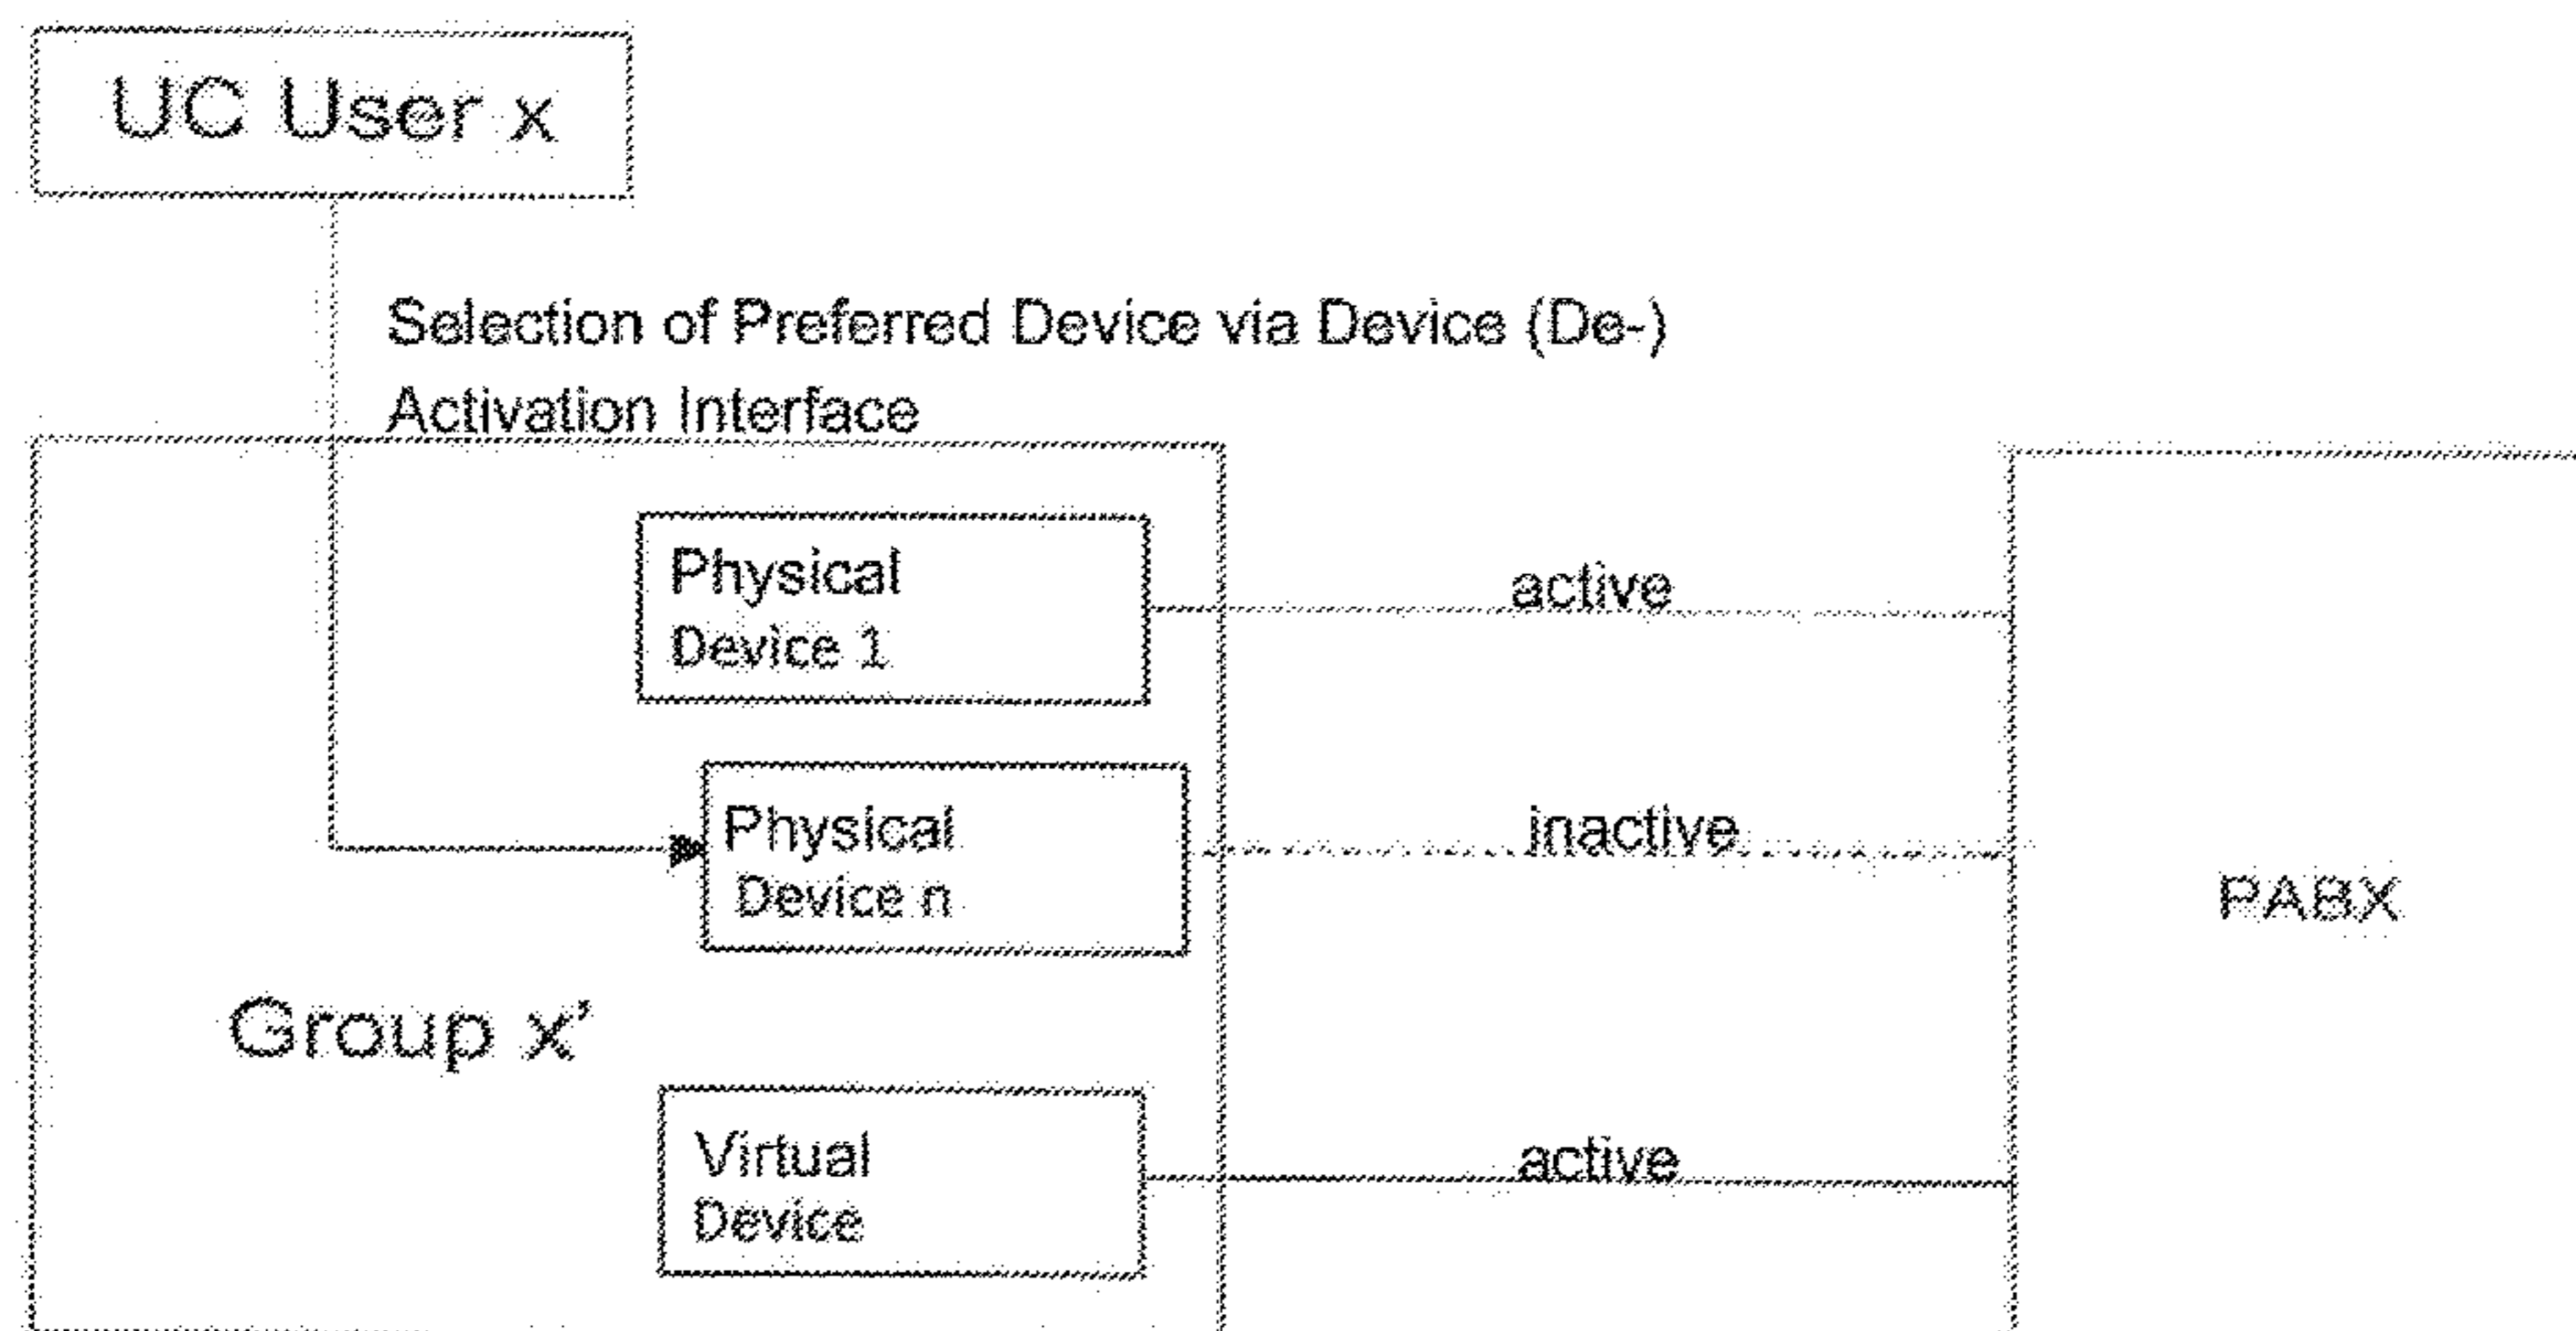 UC User x
Selection of Preferred Device via Device (De-)
Activation Interface
Physical
Device 1
active
Physical
Device n
inactive
PABX
Group x’
Virtual
Device
active